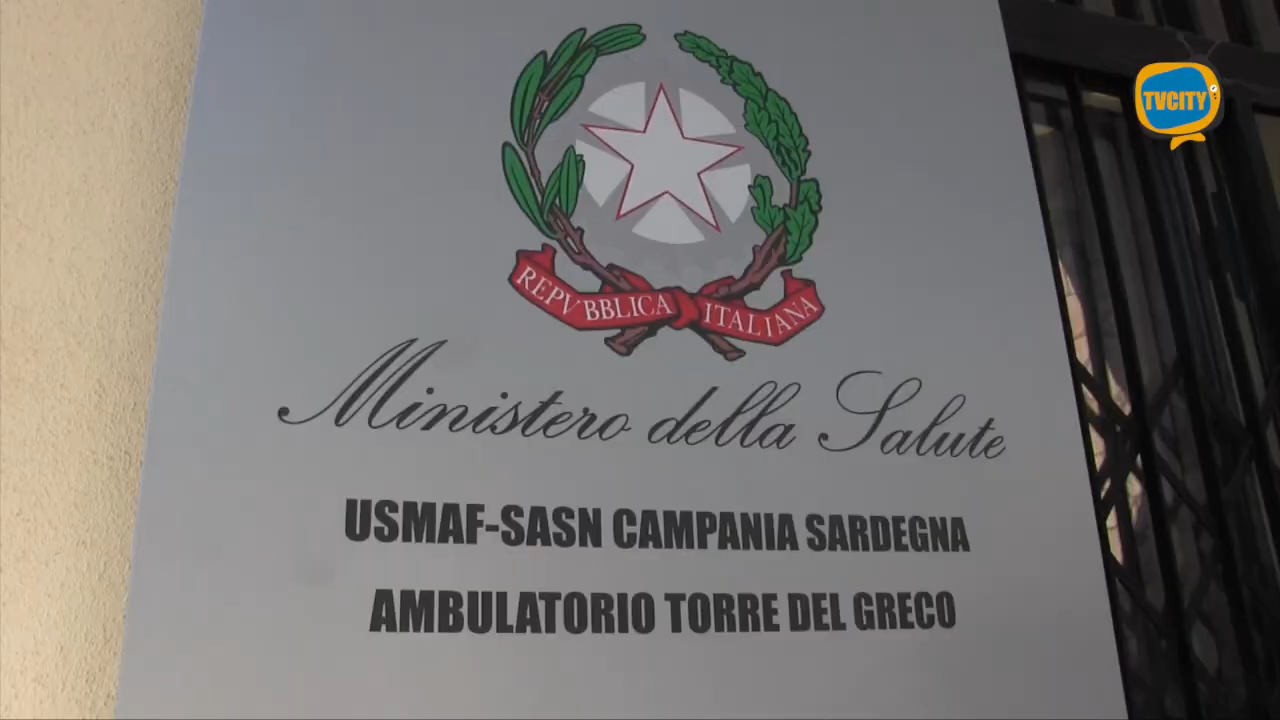 TVCITY
REPVBBLICA ITALIANA
Ministero della Salute
USMAF-SASN CAMPANIA SARDEGNA
AMBULATORIO TORRE DEL GRECO